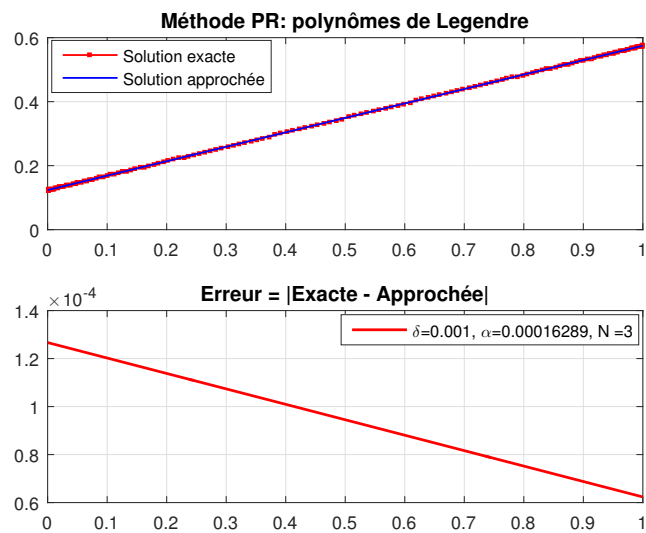 Méthode PR: polynômes de Legendre
0.6
Solution exacte
Solution approchée
0.4
0.2
0
0 0.1 0.2 0.3 0.4 0.5 0.6 0.7 0.8 0.9 1
×10-4
Erreur = |Exacte - Approchée|
1.4
δ=0.001, α=0.00016289, N =3
1.2
1
0.8
0.6
0 0.1 0.2 0.3 0.4 0.5 0.6 0.7 0.8 0.9 1